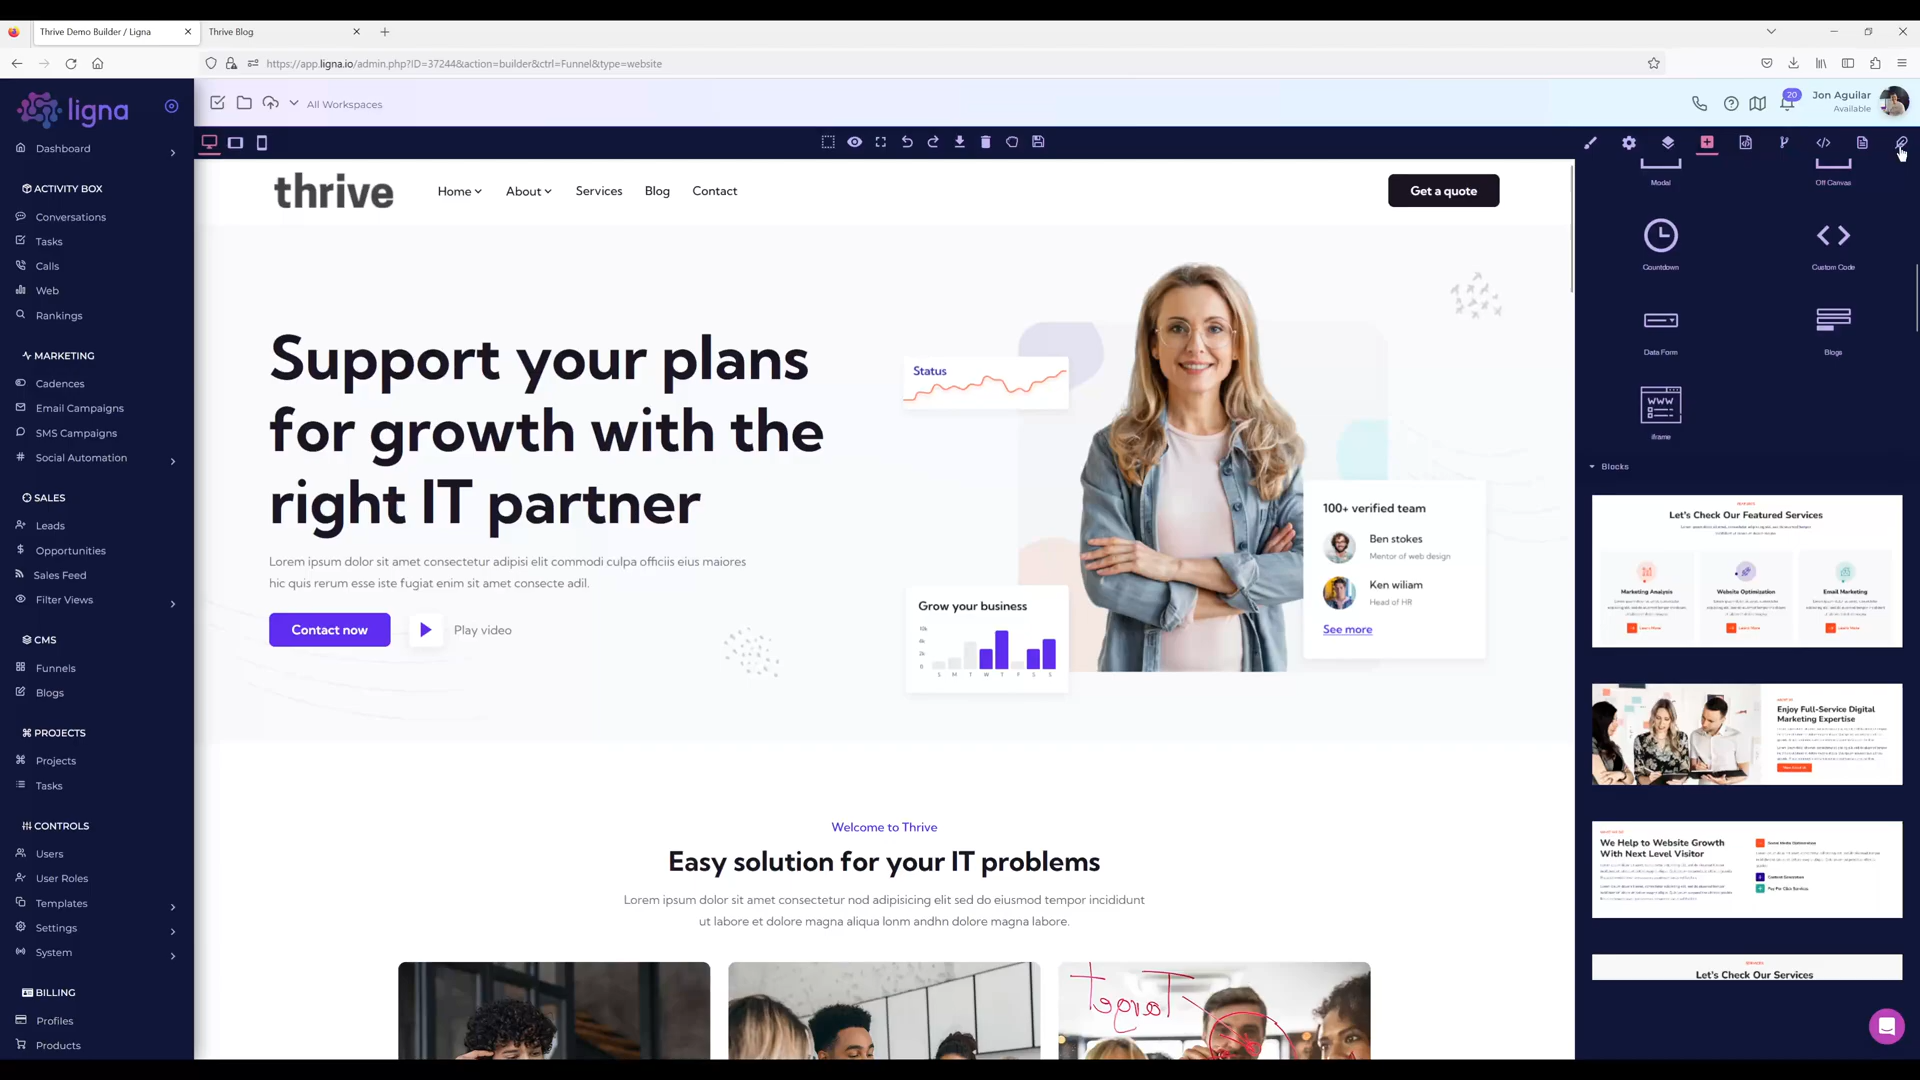 Thrive Demo Builder / Ligna
Thrive Blog
https://app.ligna.io/admin.php?ID=37244&action=builder&ctrl=Funnel&type=website
ligna
All Workspaces
20
Jon Aguilar
Available
Dashboard
ACTIVITY BOX
Conversations
Tasks
Calls
Web
Rankings
MARKETING
Cadences
Email Campaigns
SMS Campaigns
Social Automation
SALES
Leads
Opportunities
Sales Feed
Filter Views
CMS
Funnels
Blogs
PROJECTS
Projects
Tasks
CONTROLS
Users
User Roles
Templates
Settings
System
BILLING
Profiles
Products
thrive
Home
About
Services
Blog
Contact
Get a quote
Support your plans
for growth with the
right IT partner
Lorem ipsum dolor sit amet consectetur adipisi elit commodi culpa officiis eius maiores
hic quis rerum esse iste fugiat enim sit amet consecte adil.
Contact now
Play video
Status
Grow your business
S M T W T F S S
100+ verified team
Ben stokes
Mentor of web design
Ken wiliam
Head of HR
See more
Welcome to Thrive
Easy solution for your IT problems
Lorem ipsum dolor sit amet consectetur nod adipisicing elit sed do eiusmod tempor incididunt
ut labore et dolore magna aliqua lonm andhn dolore magna labore.
Modal
Off Canvas
Countdown
Custom Code
Data Form
Blogs
WWW
iframe
Blocks
Let's Check Our Featured Services
Marketing Analysis
Website Optimization
Email Marketing
Learn More
Learn More
Learn More
Enjoy Full-Service Digital
Marketing Expertise
We Help to Website Growth
With Next Level Visitor
Let's Check Our Services